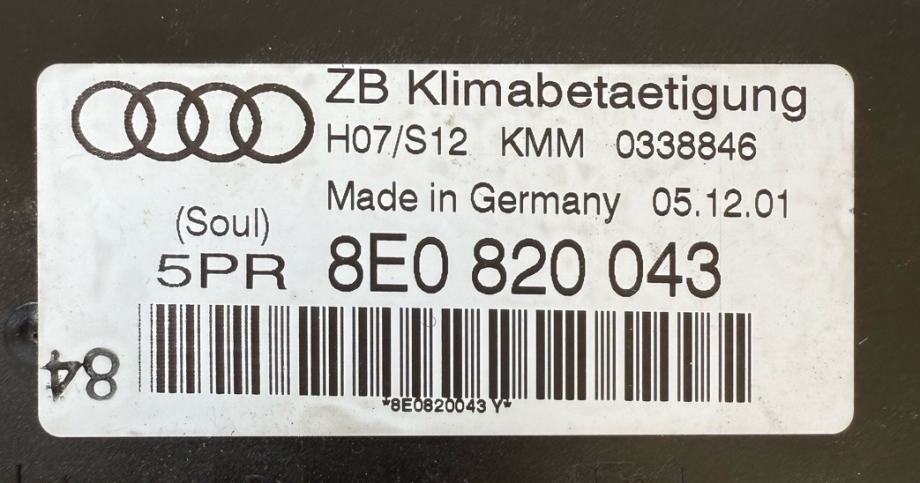 ZB Klimabetaetigung
H07/S12 KMM 0338846
Made in Germany 05.12.01
(Soul)
5PR 8E0 820 043
*8E0820043 Y*
84